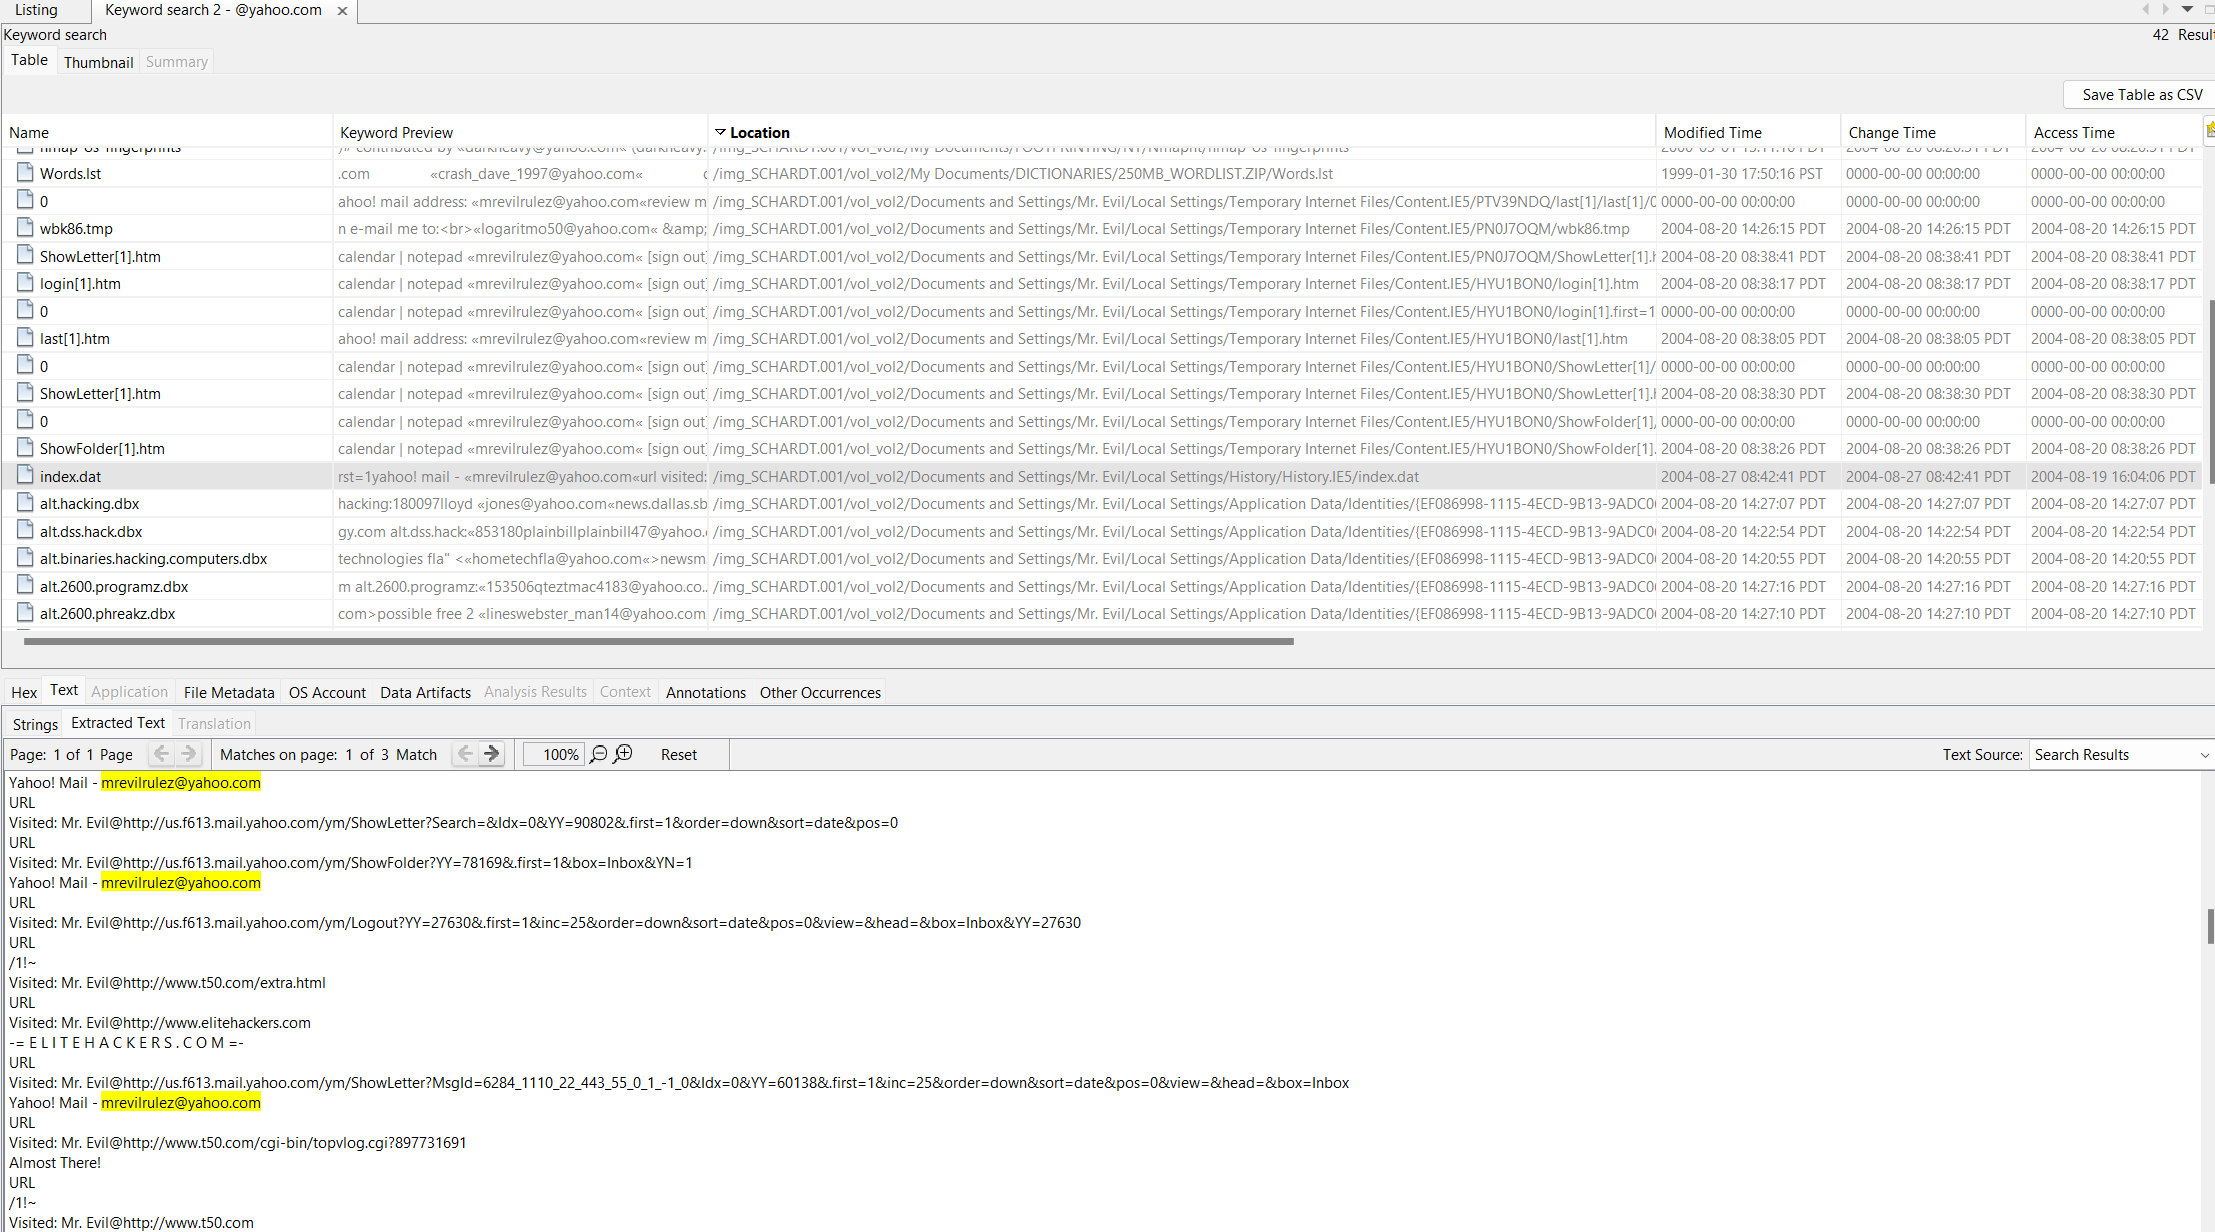 Listing Keyword search 2 - @yahoo.com ×
Keyword search 42 Result
Table Thumbnail Summary
Save Table as CSV
Name Keyword Preview Location Modified Time Change Time Access Time
nmap-os-fingerprints )# contributed by «darkheavy@yahoo.com« (darkheavy. /img_SCHARDT.001/vol_vol2/My Documents/FOOTPRINTING/NT/Nmapnt/nmap-os-fingerprints
Words.lst .com «crash_dave_1997@yahoo.com« /img_SCHARDT.001/vol_vol2/My Documents/DICTIONARIES/250MB_WORDLIST.ZIP/Words.lst 1999-01-30 17:50:16 PST 0000-00-00 00:00:00 0000-00-00 00:00:00
0 ahoo! mail address: «mrevilrulez@yahoo.com«review m /img_SCHARDT.001/vol_vol2/Documents and Settings/Mr. Evil/Local Settings/Temporary Internet Files/Content.IE5/PTV39NDQ/last[1]/last[1]/0 0000-00-00 00:00:00 0000-00-00 00:00:00 0000-00-00 00:00:00
wbk86.tmp n e-mail me to:<br>«logaritmo50@yahoo.com« &amp; /img_SCHARDT.001/vol_vol2/Documents and Settings/Mr. Evil/Local Settings/Temporary Internet Files/Content.IE5/PN0J7OQM/wbk86.tmp 2004-08-20 14:26:15 PDT 2004-08-20 14:26:15 PDT 2004-08-20 14:26:15 PDT
ShowLetter[1].htm calendar | notepad «mrevilrulez@yahoo.com« [sign out] /img_SCHARDT.001/vol_vol2/Documents and Settings/Mr. Evil/Local Settings/Temporary Internet Files/Content.IE5/PN0J7OQM/ShowLetter[1].h 2004-08-20 08:38:41 PDT 2004-08-20 08:38:41 PDT 2004-08-20 08:38:41 PDT
login[1].htm calendar | notepad «mrevilrulez@yahoo.com« [sign out] /img_SCHARDT.001/vol_vol2/Documents and Settings/Mr. Evil/Local Settings/Temporary Internet Files/Content.IE5/HYU1BON0/login[1].htm 2004-08-20 08:38:17 PDT 2004-08-20 08:38:17 PDT 2004-08-20 08:38:17 PDT
0 calendar | notepad «mrevilrulez@yahoo.com« [sign out] /img_SCHARDT.001/vol_vol2/Documents and Settings/Mr. Evil/Local Settings/Temporary Internet Files/Content.IE5/HYU1BON0/login[1].first=1 0000-00-00 00:00:00 0000-00-00 00:00:00 0000-00-00 00:00:00
last[1].htm ahoo! mail address: «mrevilrulez@yahoo.com«review m /img_SCHARDT.001/vol_vol2/Documents and Settings/Mr. Evil/Local Settings/Temporary Internet Files/Content.IE5/HYU1BON0/last[1].htm 2004-08-20 08:38:05 PDT 2004-08-20 08:38:05 PDT 2004-08-20 08:38:05 PDT
0 calendar | notepad «mrevilrulez@yahoo.com« [sign out] /img_SCHARDT.001/vol_vol2/Documents and Settings/Mr. Evil/Local Settings/Temporary Internet Files/Content.IE5/HYU1BON0/ShowLetter[1]/ 0000-00-00 00:00:00 0000-00-00 00:00:00 0000-00-00 00:00:00
ShowLetter[1].htm calendar | notepad «mrevilrulez@yahoo.com« [sign out] /img_SCHARDT.001/vol_vol2/Documents and Settings/Mr. Evil/Local Settings/Temporary Internet Files/Content.IE5/HYU1BON0/ShowLetter[1].h 2004-08-20 08:38:30 PDT 2004-08-20 08:38:30 PDT 2004-08-20 08:38:30 PDT
0 calendar | notepad «mrevilrulez@yahoo.com« [sign out] /img_SCHARDT.001/vol_vol2/Documents and Settings/Mr. Evil/Local Settings/Temporary Internet Files/Content.IE5/HYU1BON0/ShowFolder[1]/ 0000-00-00 00:00:00 0000-00-00 00:00:00 0000-00-00 00:00:00
ShowFolder[1].htm calendar | notepad «mrevilrulez@yahoo.com« [sign out] /img_SCHARDT.001/vol_vol2/Documents and Settings/Mr. Evil/Local Settings/Temporary Internet Files/Content.IE5/HYU1BON0/ShowFolder[1]. 2004-08-20 08:38:26 PDT 2004-08-20 08:38:26 PDT 2004-08-20 08:38:26 PDT
index.dat rst=1yahoo! mail - «mrevilrulez@yahoo.com«url visited: /img_SCHARDT.001/vol_vol2/Documents and Settings/Mr. Evil/Local Settings/History/History.IE5/index.dat 2004-08-27 08:42:41 PDT 2004-08-27 08:42:41 PDT 2004-08-19 16:04:06 PDT
alt.hacking.dbx hacking:180097lloyd «jones@yahoo.com«news.dallas.sb /img_SCHARDT.001/vol_vol2/Documents and Settings/Mr. Evil/Local Settings/Application Data/Identities/{EF086998-1115-4ECD-9B13-9ADC0 2004-08-20 14:27:07 PDT 2004-08-20 14:27:07 PDT 2004-08-20 14:27:07 PDT
alt.dss.hack.dbx gy.com alt.dss.hack:«853180plainbillplainbill47@yahoo. /img_SCHARDT.001/vol_vol2/Documents and Settings/Mr. Evil/Local Settings/Application Data/Identities/{EF086998-1115-4ECD-9B13-9ADC0 2004-08-20 14:22:54 PDT 2004-08-20 14:22:54 PDT 2004-08-20 14:22:54 PDT
alt.binaries.hacking.computers.dbx technologies fla" <«hometechfla@yahoo.com«>newsm /img_SCHARDT.001/vol_vol2/Documents and Settings/Mr. Evil/Local Settings/Application Data/Identities/{EF086998-1115-4ECD-9B13-9ADC0 2004-08-20 14:20:55 PDT 2004-08-20 14:20:55 PDT 2004-08-20 14:20:55 PDT
alt.2600.programz.dbx m alt.2600.programz:«153506qteztmac4183@yahoo.co... /img_SCHARDT.001/vol_vol2/Documents and Settings/Mr. Evil/Local Settings/Application Data/Identities/{EF086998-1115-4ECD-9B13-9ADC0 2004-08-20 14:27:16 PDT 2004-08-20 14:27:16 PDT 2004-08-20 14:27:16 PDT
alt.2600.phreakz.dbx com>possible free 2 «lineswebster_man14@yahoo.com /img_SCHARDT.001/vol_vol2/Documents and Settings/Mr. Evil/Local Settings/Application Data/Identities/{EF086998-1115-4ECD-9B13-9ADC0 2004-08-20 14:27:10 PDT 2004-08-20 14:27:10 PDT 2004-08-20 14:27:10 PDT
Hex Text Application File Metadata OS Account Data Artifacts Analysis Results Context Annotations Other Occurrences
Strings Extracted Text Translation
Page: 1 of 1 Page Matches on page: 1 of 3 Match 100% Reset Text Source: Search Results
Yahoo! Mail - mrevilrulez@yahoo.com
URL
Visited: Mr. Evil@http://us.f613.mail.yahoo.com/ym/ShowLetter?Search=&Idx=0&YY=90802&.first=1&order=down&sort=date&pos=0
URL
Visited: Mr. Evil@http://us.f613.mail.yahoo.com/ym/ShowFolder?YY=78169&.first=1&box=Inbox&YN=1
Yahoo! Mail - mrevilrulez@yahoo.com
URL
Visited: Mr. Evil@http://us.f613.mail.yahoo.com/ym/Logout?YY=27630&.first=1&inc=25&order=down&sort=date&pos=0&view=&head=&box=Inbox&YY=27630
URL
/1!~
Visited: Mr. Evil@http://www.t50.com/extra.html
URL
Visited: Mr. Evil@http://www.elitehackers.com
-= E L I T E H A C K E R S . C O M =-
URL
Visited: Mr. Evil@http://us.f613.mail.yahoo.com/ym/ShowLetter?MsgId=6284_1110_22_443_55_0_1_-1_0&Idx=0&YY=60138&.first=1&inc=25&order=down&sort=date&pos=0&view=&head=&box=Inbox
Yahoo! Mail - mrevilrulez@yahoo.com
URL
Visited: Mr. Evil@http://www.t50.com/cgi-bin/topvlog.cgi?897731691
Almost There!
URL
/1!~
Visited: Mr. Evil@http://www.t50.com